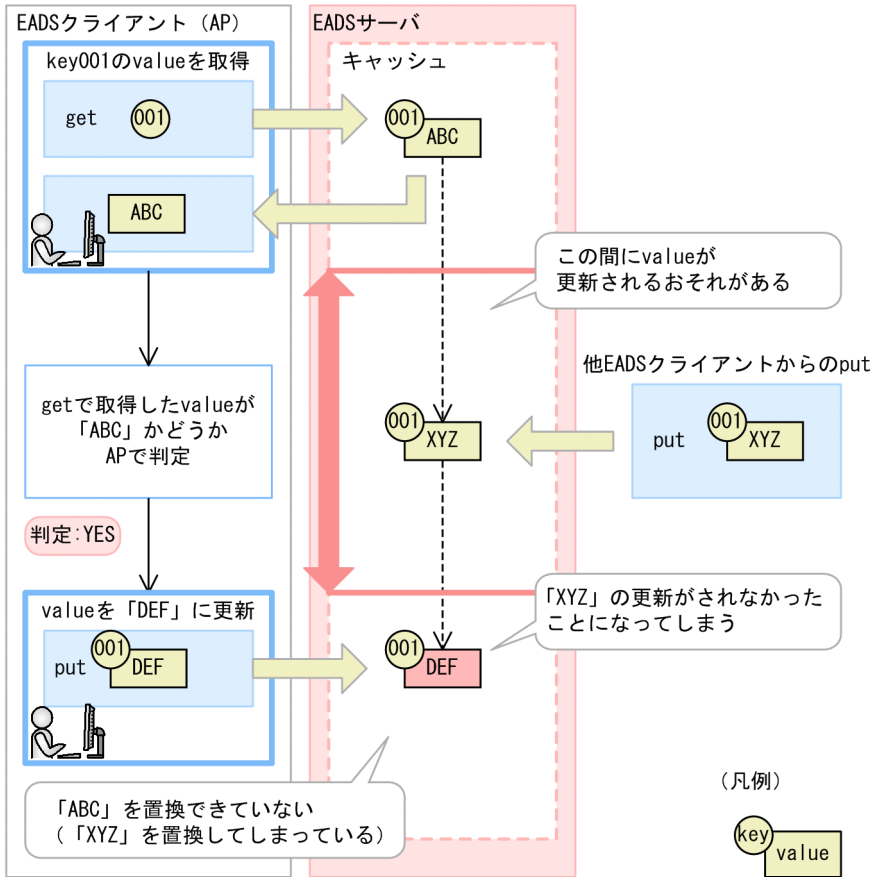 EADSクライアント（AP）
EADSサーバ
key001のvalueを取得
キャッシュ
get
001
001
ABC
ABC
この間にvalueが
更新されるおそれがある
他EADSクライアントからのput
getで取得したvalueが
「ABC」かどうか
APで判定
001
XYZ
put
001
XYZ
判定:YES
valueを「DEF」に更新
「XYZ」の更新がされなかった
ことになってしまう
put
001
DEF
001
DEF
「ABC」を置換できていない
（「XYZ」を置換してしまっている）
（凡例）
key
value